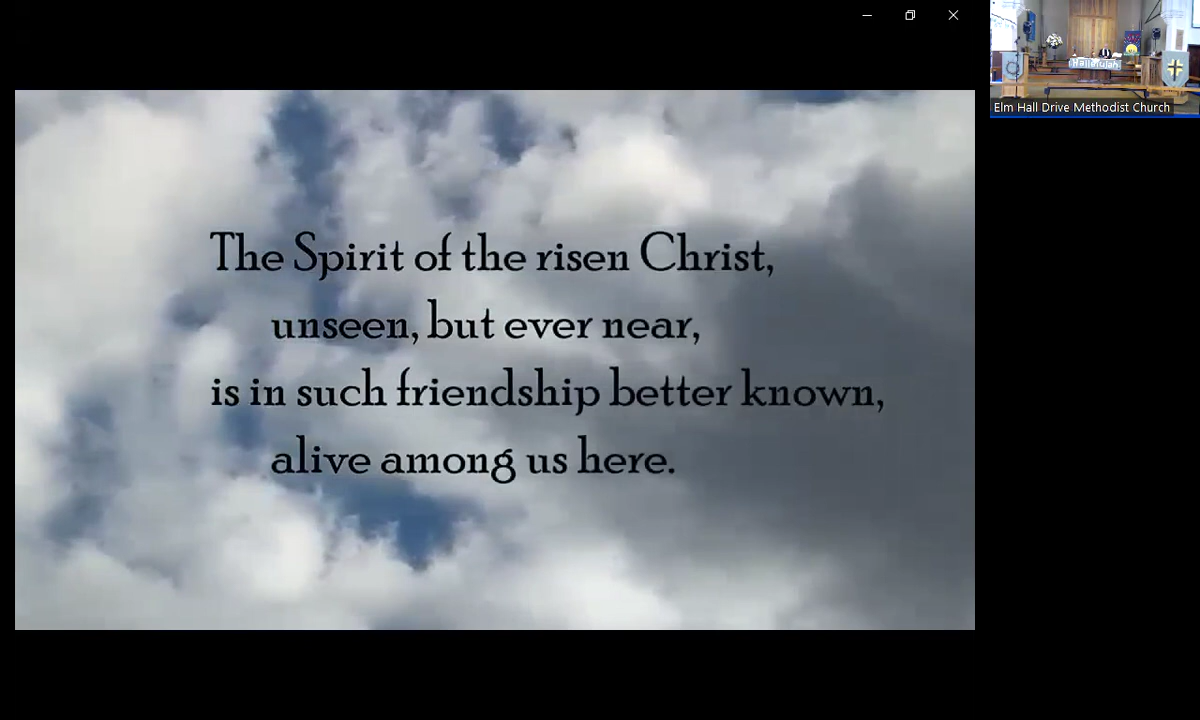 The Spirit of the risen Christ,
unseen, but ever near,
is in such friendship better known,
alive among us here.
Hallelujah
Elm Hall Drive Methodist Church